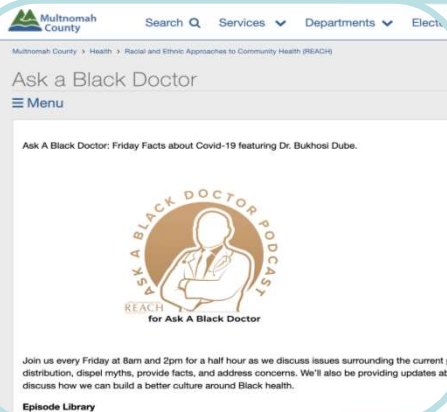 Multnomah
County
Search Services Departments
Multnomah County > Health > Racial and Ethnic Approaches to Community Health (REACH)
Ask a Black Doctor
Menu
Ask A Black Doctor: Friday Facts about Covid-19 featuring Dr. Bukhosi Dube.
ASK A BLACK DOCTOR PODCAST
REACH
for Ask A Black Doctor
Join us every Friday at 8am and 2pm for a half hour as we discuss issues surrounding the current
distribution, dispel myths, provide facts, and address concerns. We'll also be providing updates
discuss how we can build a better culture around Black health.
Episode Library